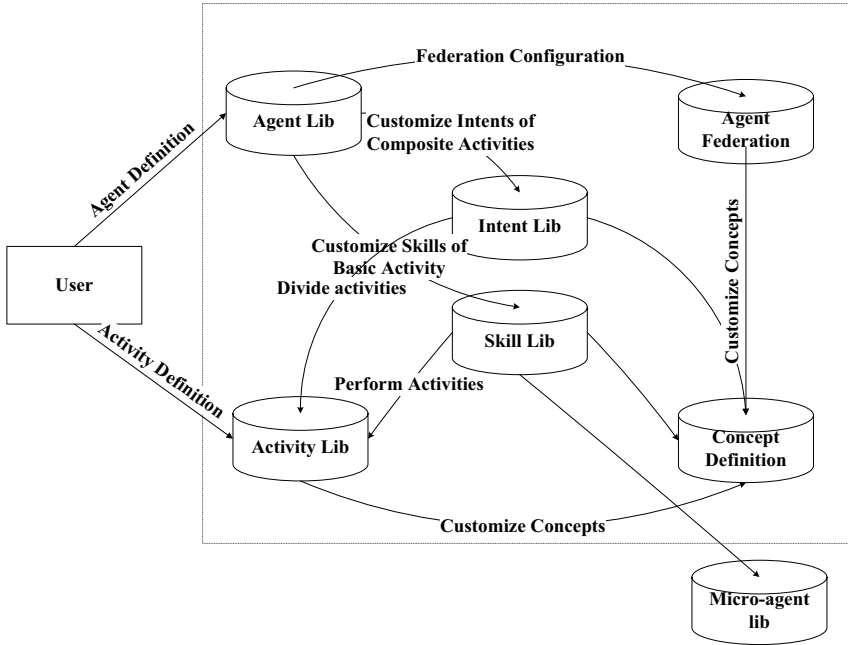 Federation Configuration
Agent Lib
Customize Intents of
Composite Activities
Agent
Federation
Agent Definition
Intent Lib
Customize Skills of
Basic Activity
Divide activities
User
Customize Concepts
Skill Lib
Activity Definition
Perform Activities
Activity Lib
Concept
Definition
Customize Concepts
Micro-agent
lib